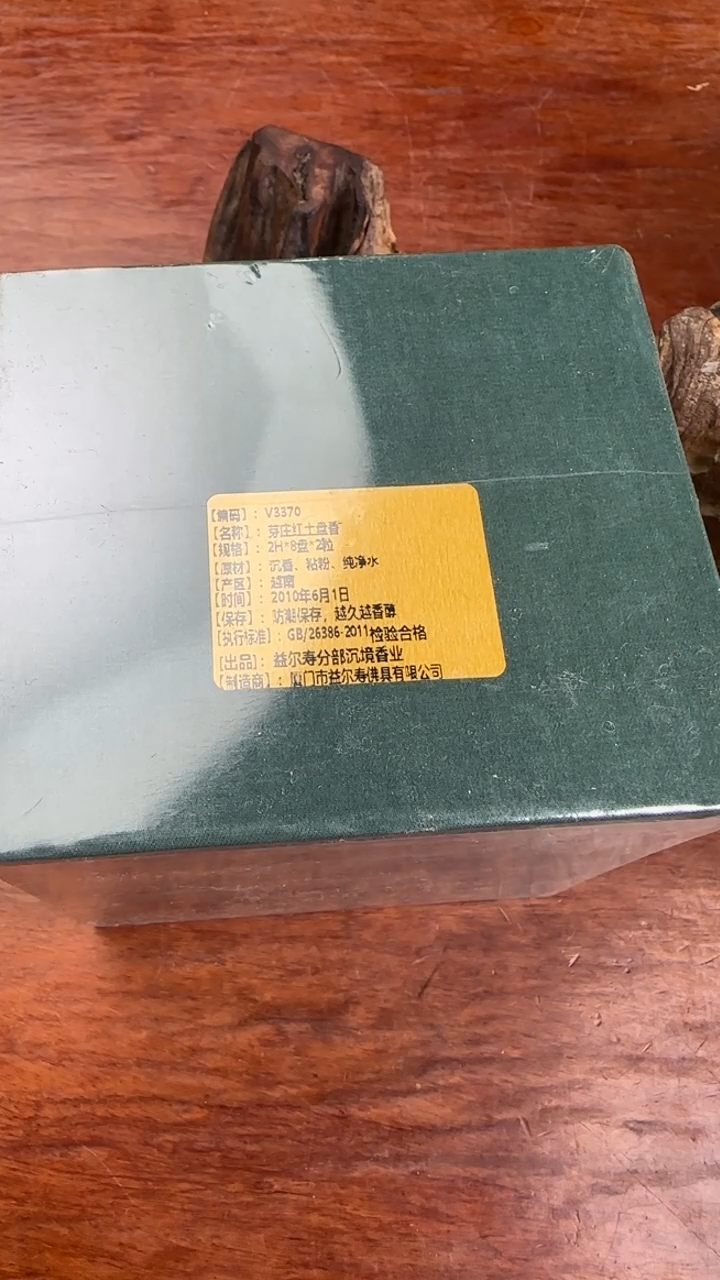 【编码】：V3370
【名称】：芽庄红土盘香
【规格】：2H*8盘*2粒
【原材】：沉香、粘粉、纯净水
【产区】：越南
【时间】：2010年6月1日
【保存】：防潮保存，越久越香醇
【执行标准】：GB/26386-2011检验合格
【出品】：益尔寿分部沉境香业
【制造商】：厦门市益尔寿佛具有限公司